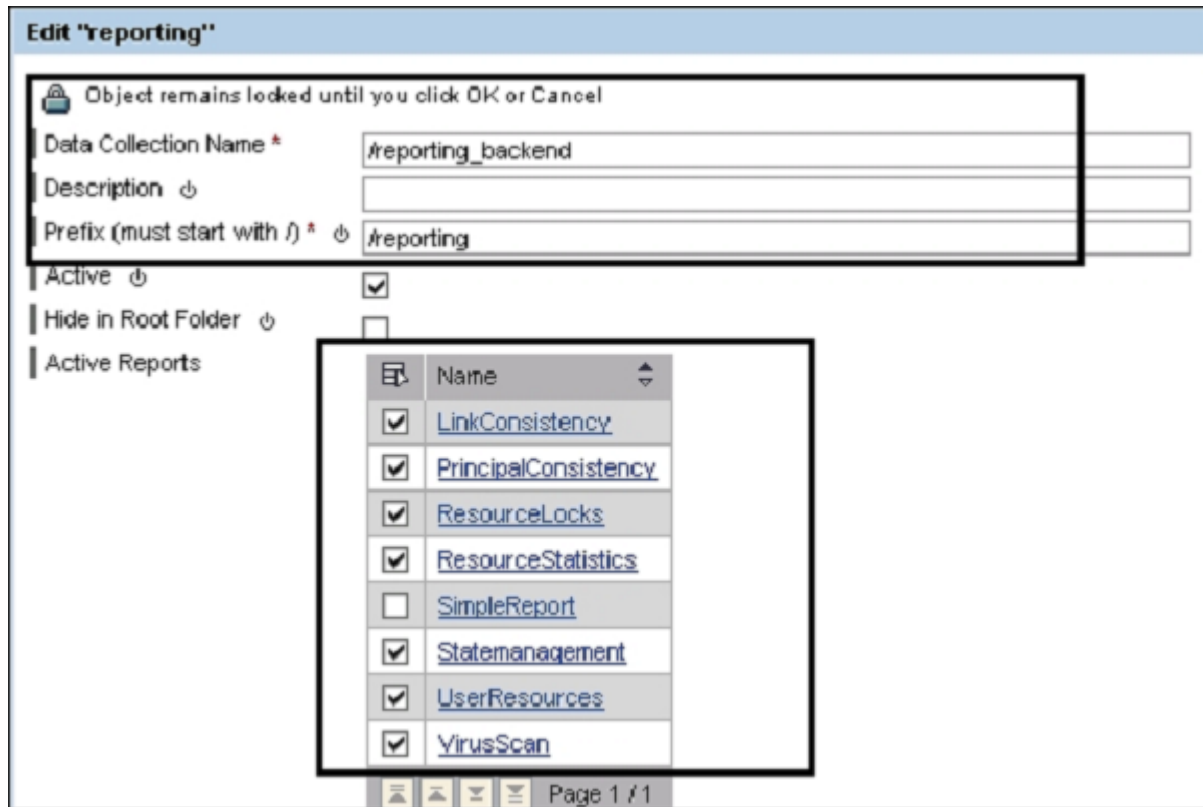 Edit "reporting"
Object remains locked until you click OK or Cancel
Data Collection Name *
/reporting_backend
Description
Prefix (must start with /) *
/reporting
Active
Hide in Root Folder
Active Reports
Name
LinkConsistency
PrincipalConsistency
ResourceLocks
ResourceStatistics
SimpleReport
Statemanagement
UserResources
VirusScan
Page 1 / 1